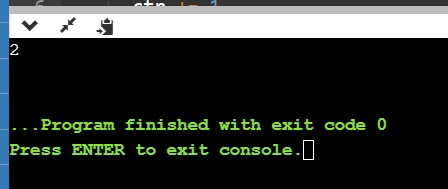 2
...Program finished with exit code 0
Press ENTER to exit console.